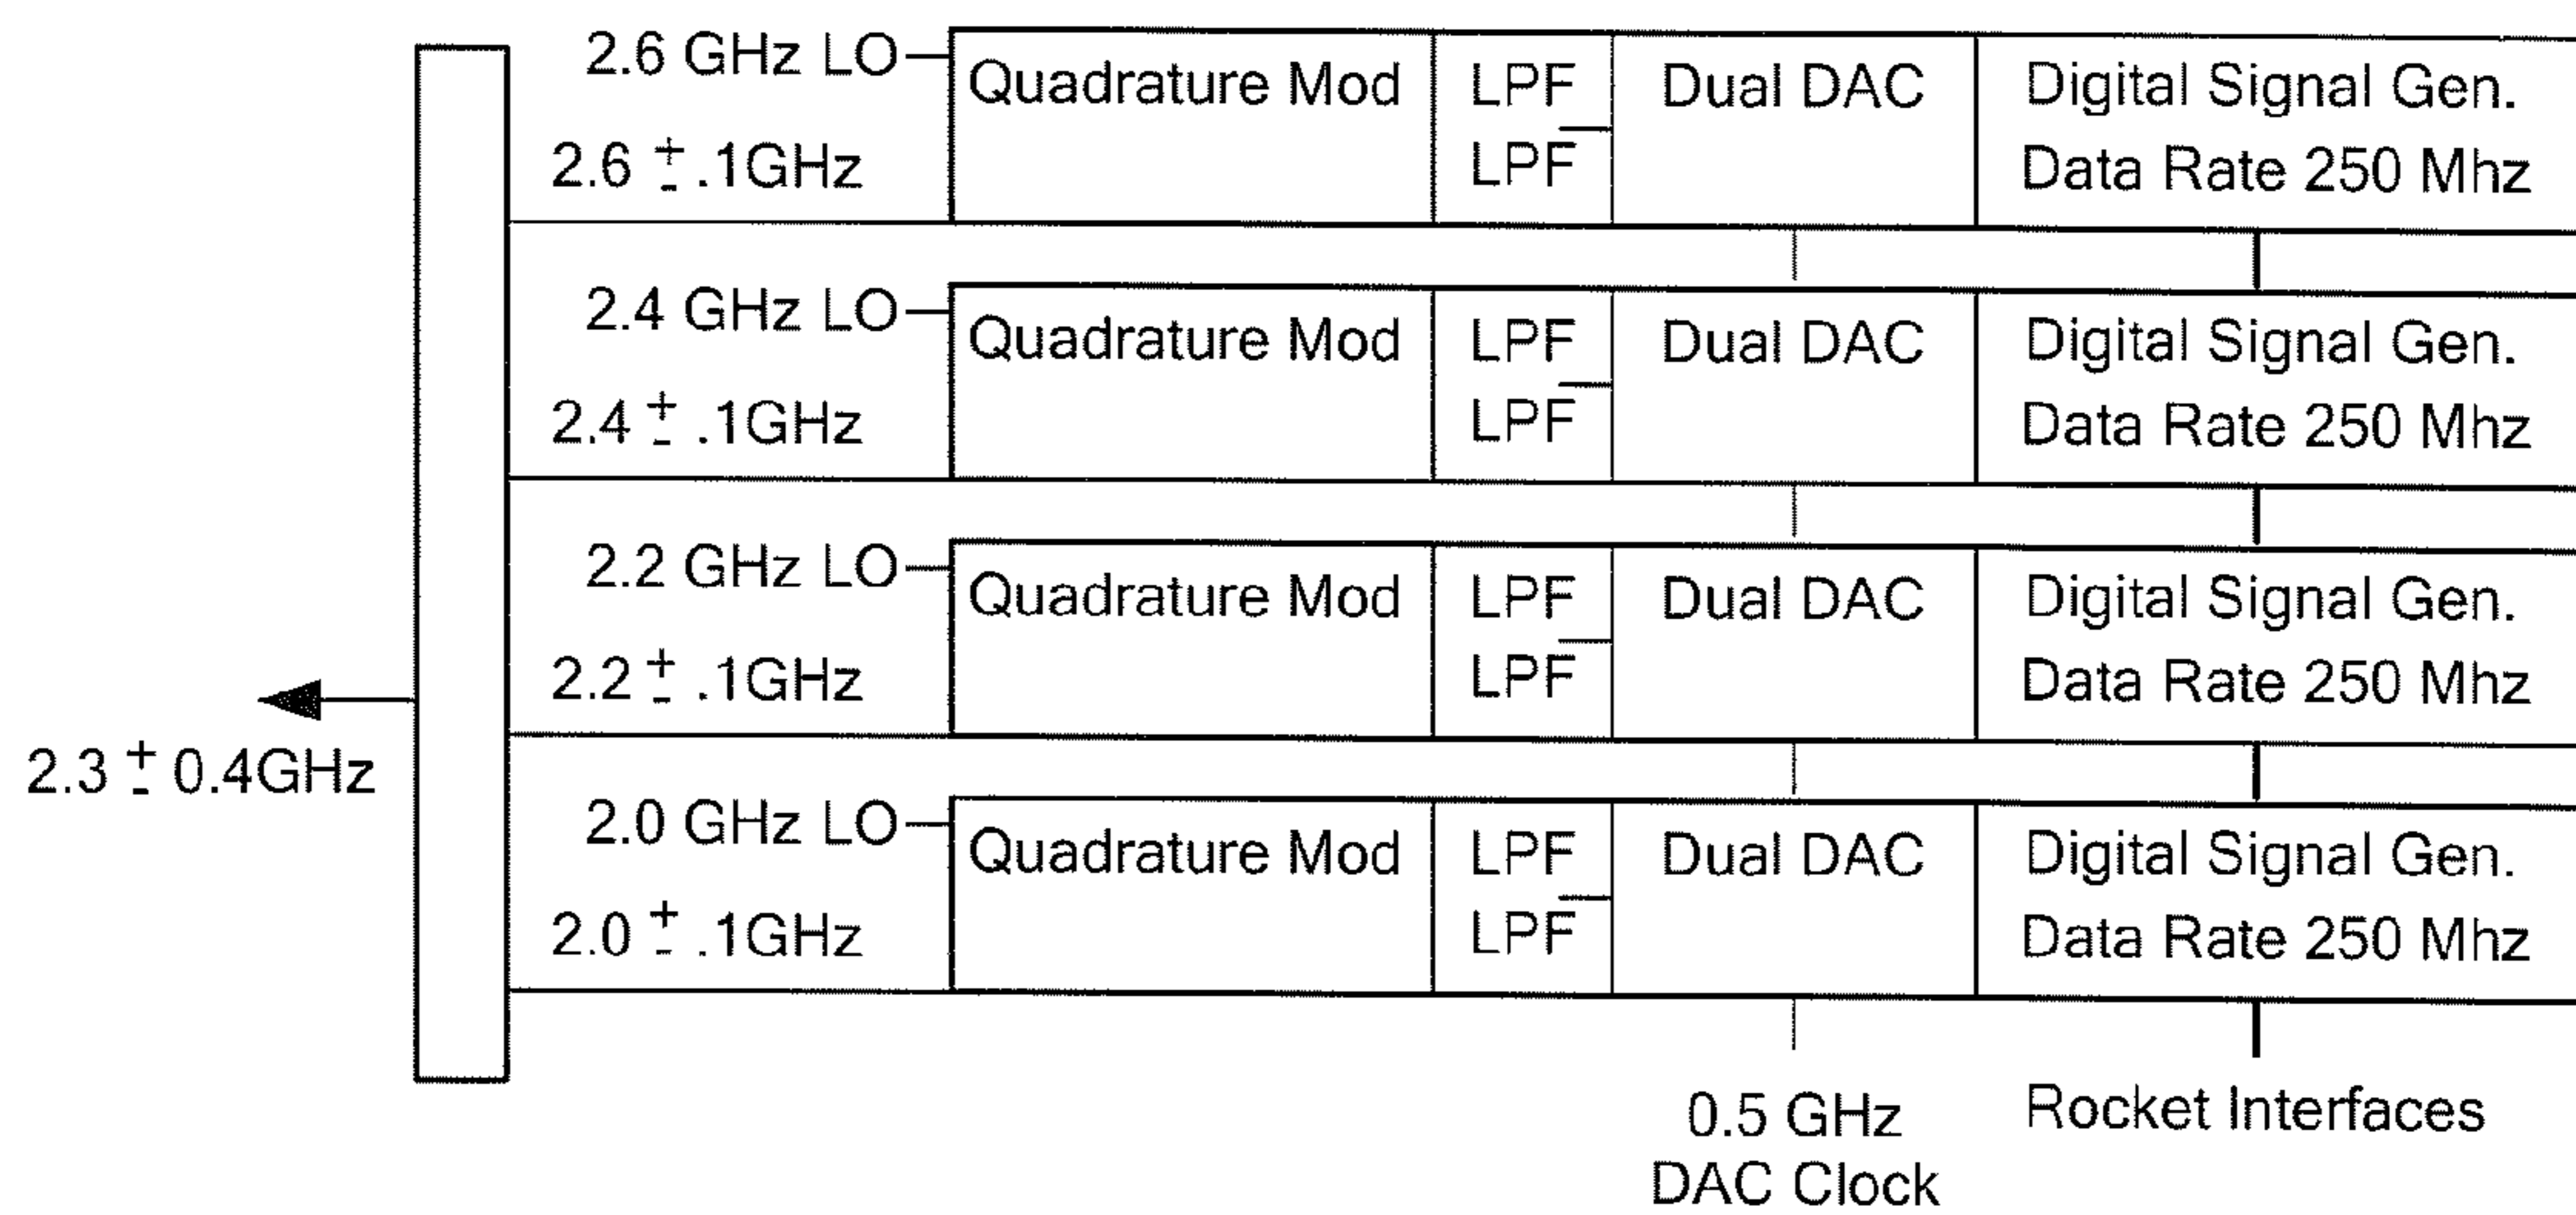 2.6 GHz LO
Quadrature Mod
LPF
Dual DAC
Digital Signal Gen.
2.6 ± .1GHz
LPF
Data Rate 250 Mhz
2.4 GHz LO
Quadrature Mod
LPF
Dual DAC
Digital Signal Gen.
2.4 ± .1GHz
LPF
Data Rate 250 Mhz
2.2 GHz LO
Quadrature Mod
LPF
Dual DAC
Digital Signal Gen.
2.2 ± .1GHz
LPF
Data Rate 250 Mhz
2.3 ± 0.4GHz
2.0 GHz LO
Quadrature Mod
LPF
Dual DAC
Digital Signal Gen.
2.0 ± .1GHz
LPF
Data Rate 250 Mhz
0.5 GHz
DAC Clock
Rocket Interfaces